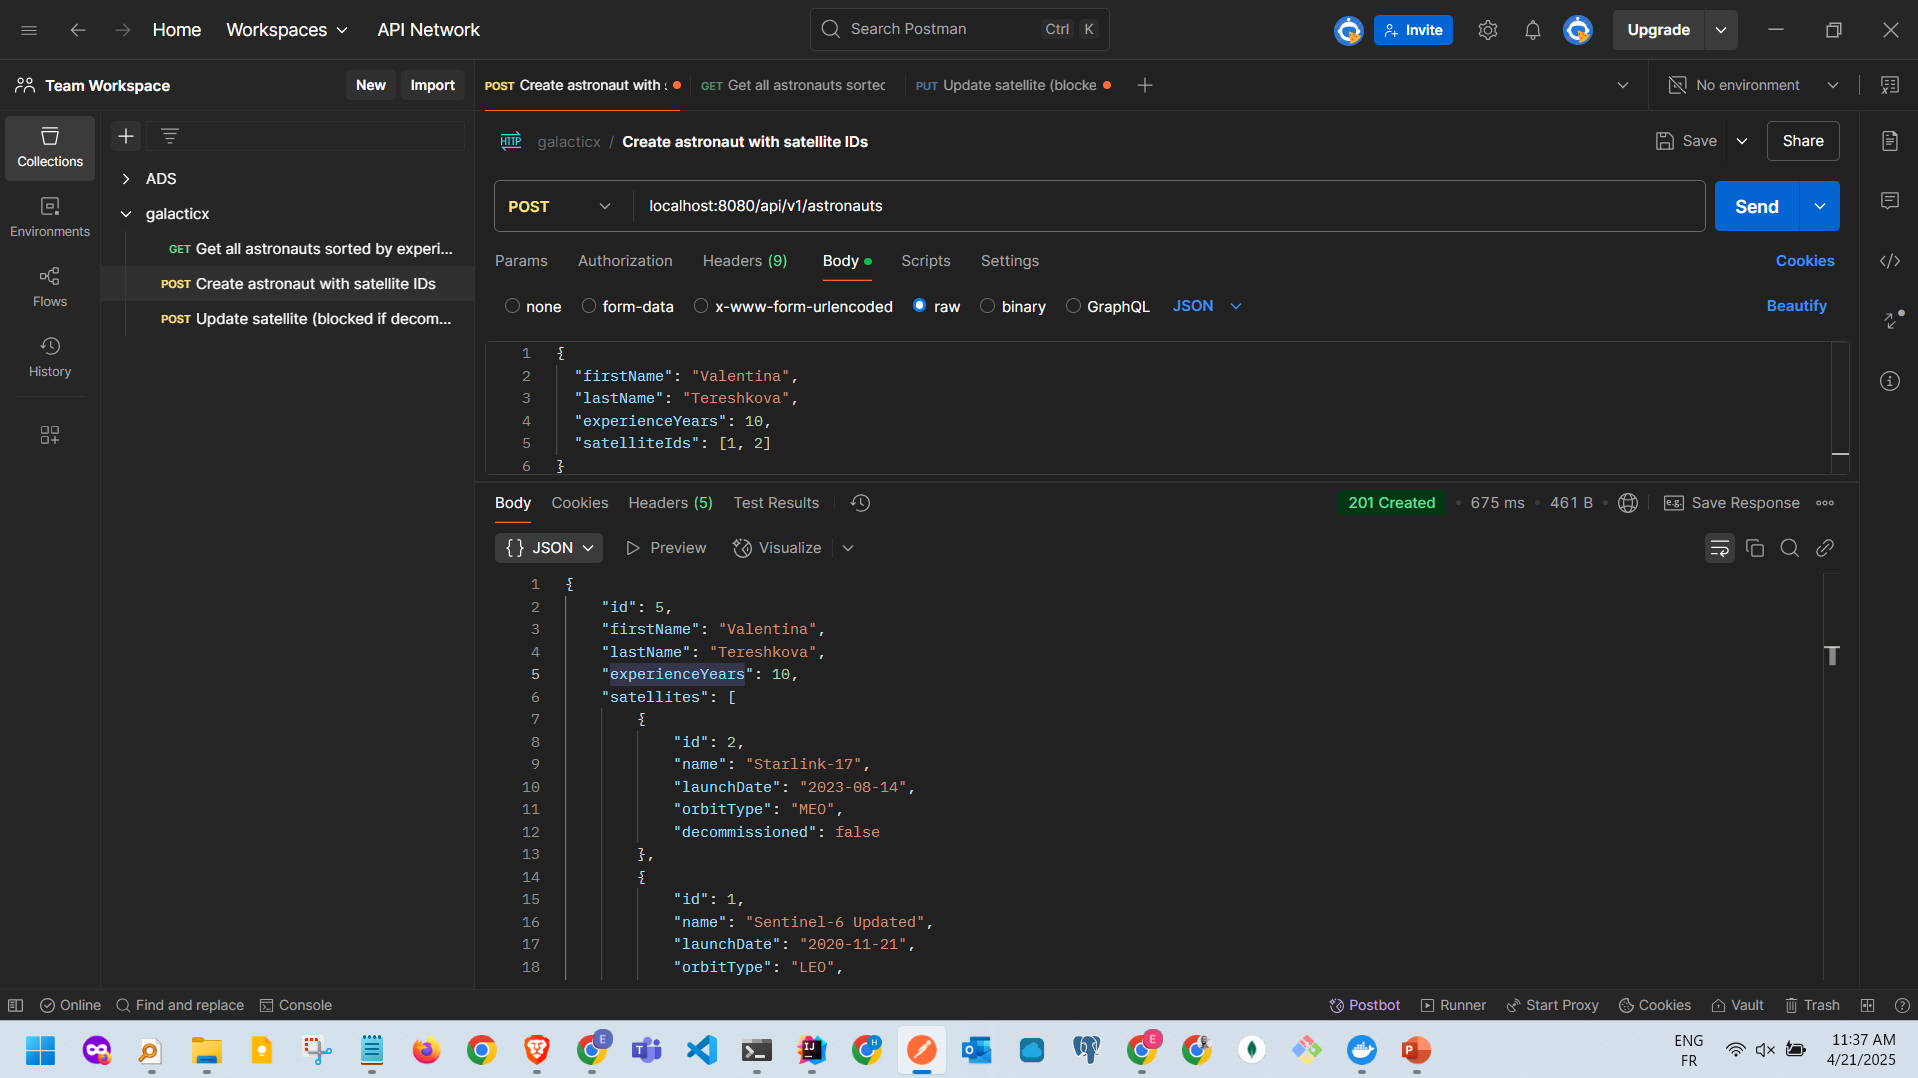 Home
Workspaces
API Network
Search Postman
Ctrl K
Invite
Upgrade
Team Workspace
New
Import
POST Create astronaut with
GET Get all astronauts sorted
PUT Update satellite (blocke
No environment
Collections
Environments
Flows
History
ADS
galacticx
GET Get all astronauts sorted by experi...
POST Create astronaut with satellite IDs
POST Update satellite (blocked if decom...
HTTP galacticx / Create astronaut with satellite IDs
Save
Share
POST
localhost:8080/api/v1/astronauts
Send
Params
Authorization
Headers (9)
Body
Scripts
Settings
Cookies
none
form-data
x-www-form-urlencoded
raw
binary
GraphQL
JSON
Beautify
1 {
2 "firstName": "Valentina",
3 "lastName": "Tereshkova",
4 "experienceYears": 10,
5 "satelliteIds": [1, 2]
6 }
Body
Cookies
Headers (5)
Test Results
201 Created
675 ms
461 B
e.g. Save Response
{} JSON
Preview
Visualize
1 {
2 "id": 5,
3 "firstName": "Valentina",
4 "lastName": "Tereshkova",
5 "experienceYears": 10,
6 "satellites": [
7 {
8 "id": 2,
9 "name": "Starlink-17",
10 "launchDate": "2023-08-14",
11 "orbitType": "MEO",
12 "decommissioned": false
13 },
14 {
15 "id": 1,
16 "name": "Sentinel-6 Updated",
17 "launchDate": "2020-11-21",
18 "orbitType": "LEO",
Online
Find and replace
Console
Postbot
Runner
Start Proxy
Cookies
Vault
Trash
ENG
FR
11:37 AM
4/21/2025